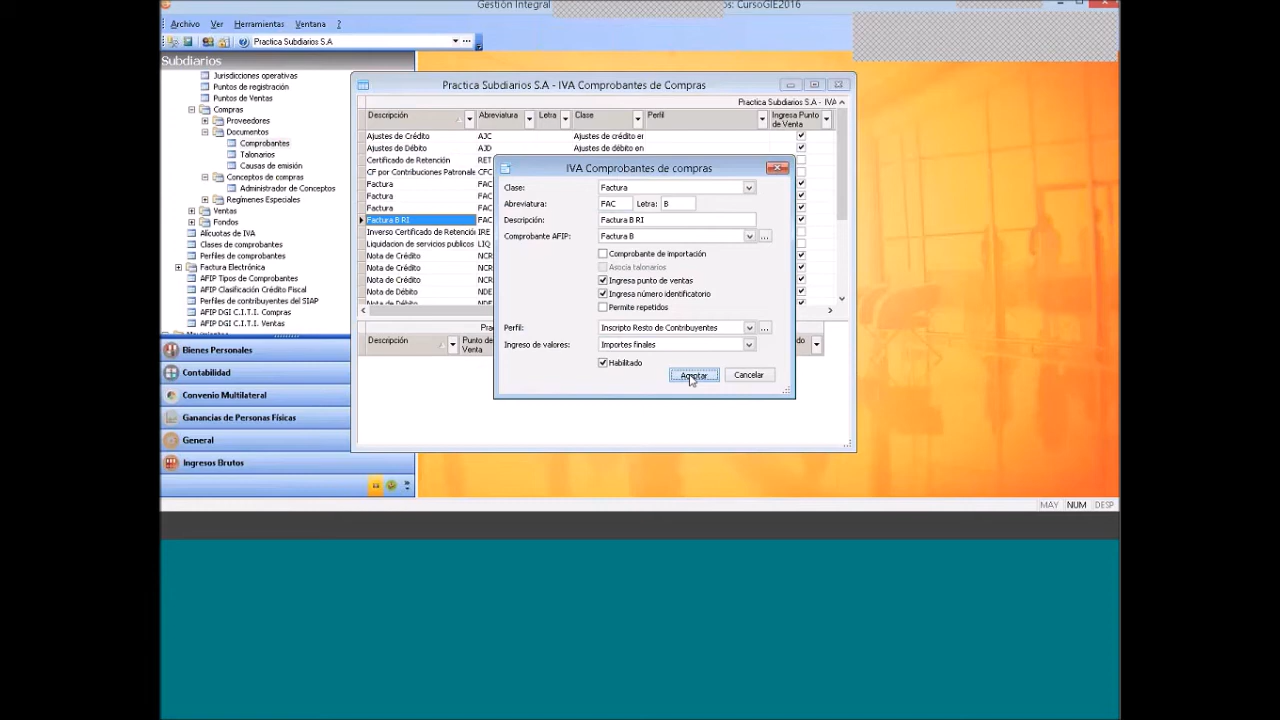 Gestión Integral
os: CursoGIE2016
Archivo Ver Herramientas Ventana ?
Practica Subdiarios S.A
Subdiarios
Jurisdicciones operativas
Puntos de registración
Puntos de Ventas
Compras
Proveedores
Documentos
Comprobantes
Talonarios
Causas de emisión
Conceptos de compras
Administrador de Conceptos
Regímenes Especiales
Ventas
Fondos
Alícuotas de IVA
Clases de comprobantes
Perfiles de comprobantes
Factura Electrónica
AFIP Tipos de Comprobantes
AFIP Clasificación Crédito Fiscal
Perfiles de contribuyentes del SIAP
AFIP DGI C.I.T.I. Compras
AFIP DGI C.I.T.I. Ventas
Bienes Personales
Contabilidad
Convenio Multilateral
Ganancias de Personas Físicas
General
Ingresos Brutos
Practica Subdiarios S.A - IVA Comprobantes de Compras
Practica Subdiarios S.A - IVA
Descripción Abreviatura Letra Clase Perfil Ingresa Punto de Venta
Ajustes de Crédito AJC Ajustes de crédito er
Ajustes de Débito AJD Ajustes de débito en
Certificado de Retención RET
CF por Contribuciones Patronale CFC
Factura FAC
Factura FAC
Factura FAC
Factura B RI FAC
Inverso Certificado de Retenciór IRE
Liquidacion de servicios publicos LIQ
Nota de Crédito NCR
Nota de Crédito NCR
Nota de Crédito NCR
Nota de Débito NDE
Nota de Débito NDE
Descripción Punto de Venta
IVA Comprobantes de compras
Clase: Factura
Abreviatura: FAC Letra: B
Descripción: Factura B RI
Comprobante AFIP: Factura B
Comprobante de importación
Asocia talonarios
Ingresa punto de ventas
Ingresa número identificatorio
Permite repetidos
Perfil: Inscripto Resto de Contribuyentes
Ingreso de valores: Importes finales
Habilitado
Aceptar Cancelar
MAY NUM DESP